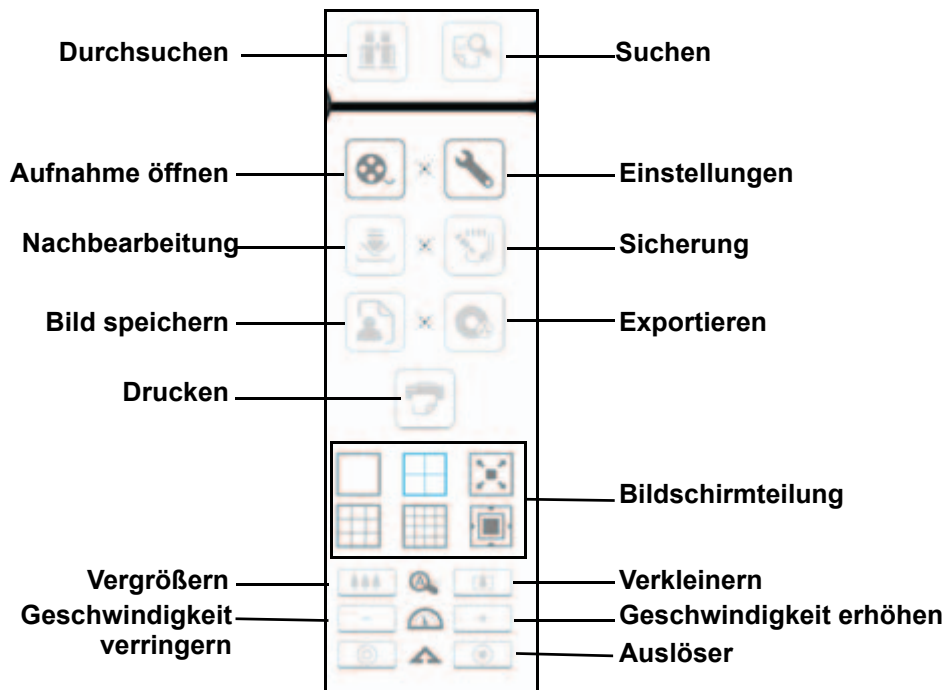 Durchsuchen
Suchen
Aufnahme öffnen
Einstellungen
Nachbearbeitung
Sicherung
Bild speichern
Exportieren
Drucken
Bildschirmteilung
Vergrößern
Verkleinern
Geschwindigkeit
verringern
Geschwindigkeit erhöhen
Auslöser